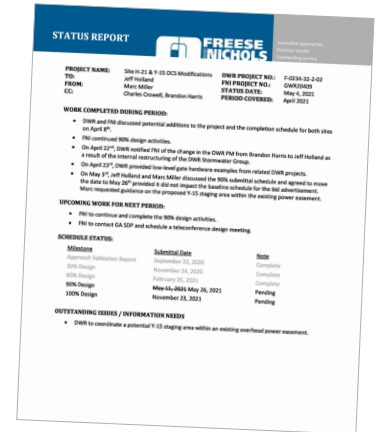 STATUS REPORT
FREESE
NICHOLS
Innovative approaches
Practical results
Outstanding service
PROJECT NAME: Site H-21 & Y-15 OCS Modifications DWR PROJECT NO.: F-0234-32-2-02
TO: Jeff Holland FNI PROJECT NO.: GWR20409
FROM: Marc Miller STATUS DATE: May 4, 2021
CC: Charles Crowell, Brandon Harris PERIOD COVERED: April 2021
WORK COMPLETED DURING PERIOD:
• DWR and FNI discussed potential additions to the project and the completion schedule for both sites
on April 8th.
• FNI continued 90% design activities.
• On April 22nd, DWR notified FNI of the change in the DWR PM from Brandon Harris to Jeff Holland as
a result of the internal restructuring of the DWR Stormwater Group.
• On April 23rd, DWR provided low-level gate hardware examples from related DWR projects.
• On May 3rd, Jeff Holland and Marc Miller discussed the 90% submittal schedule and agreed to move
the date to May 26th provided it did not impact the baseline schedule for the bid advertisement.
Marc requested guidance on the proposed Y-15 staging area within the existing power easement.
UPCOMING WORK FOR NEXT PERIOD:
• FNI to continue and complete the 90% design activities.
• FNI to contact GA SDP and schedule a teleconference design meeting.
SCHEDULE STATUS:
Milestone Submittal Date Note
Approach Validation Report September 22, 2020 Complete
30% Design November 24, 2020 Complete
60% Design February 25, 2021 Complete
90% Design May 11, 2021 May 26, 2021 Pending
100% Design November 23, 2021 Pending
OUTSTANDING ISSUES / INFORMATION NEEDS
• DWR to coordinate a potential Y-15 staging area within an existing overhead power easement.